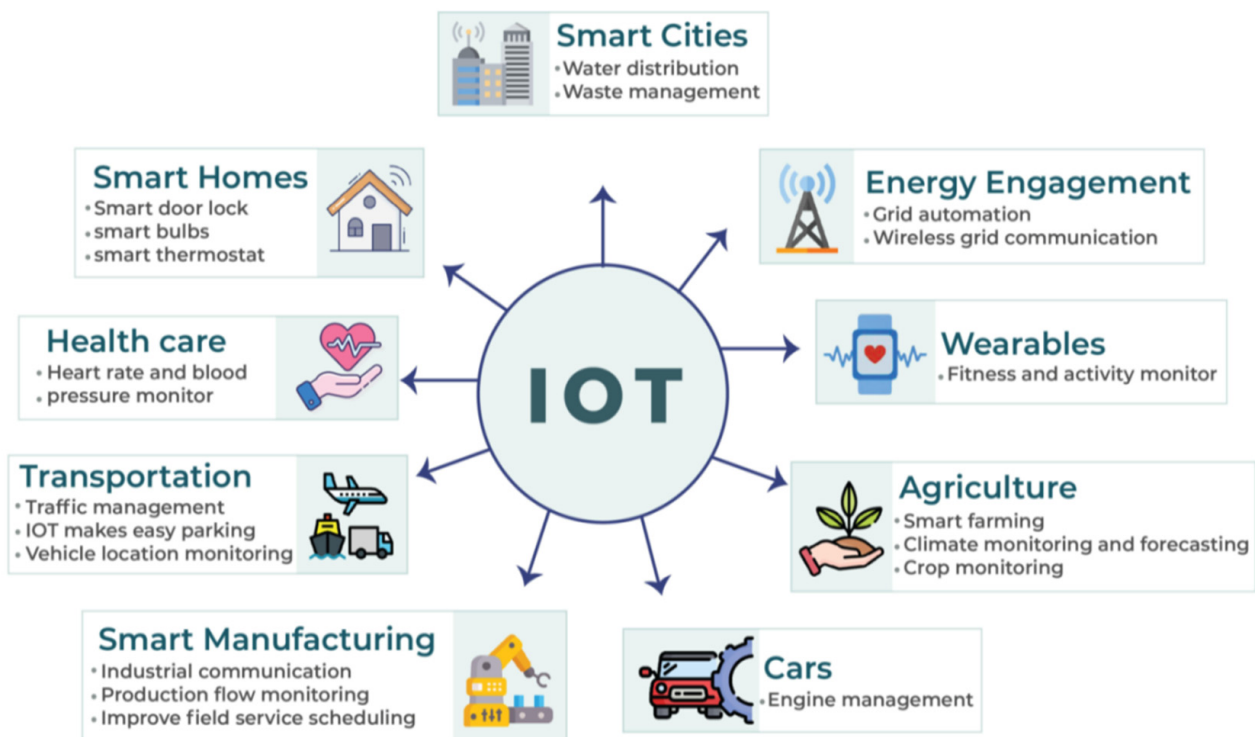 Smart Cities
• Water distribution
• Waste management
Smart Homes
• Smart door lock
• smart bulbs
• smart thermostat
Energy Engagement
• Grid automation
• Wireless grid communication
Health care
• Heart rate and blood
• pressure monitor
IOT
Wearables
• Fitness and activity monitor
Transportation
• Traffic management
• IOT makes easy parking
• Vehicle location monitoring
Agriculture
• Smart farming
• Climate monitoring and forecasting
• Crop monitoring
Smart Manufacturing
• Industrial communication
• Production flow monitoring
• Improve field service scheduling
Cars
• Engine management